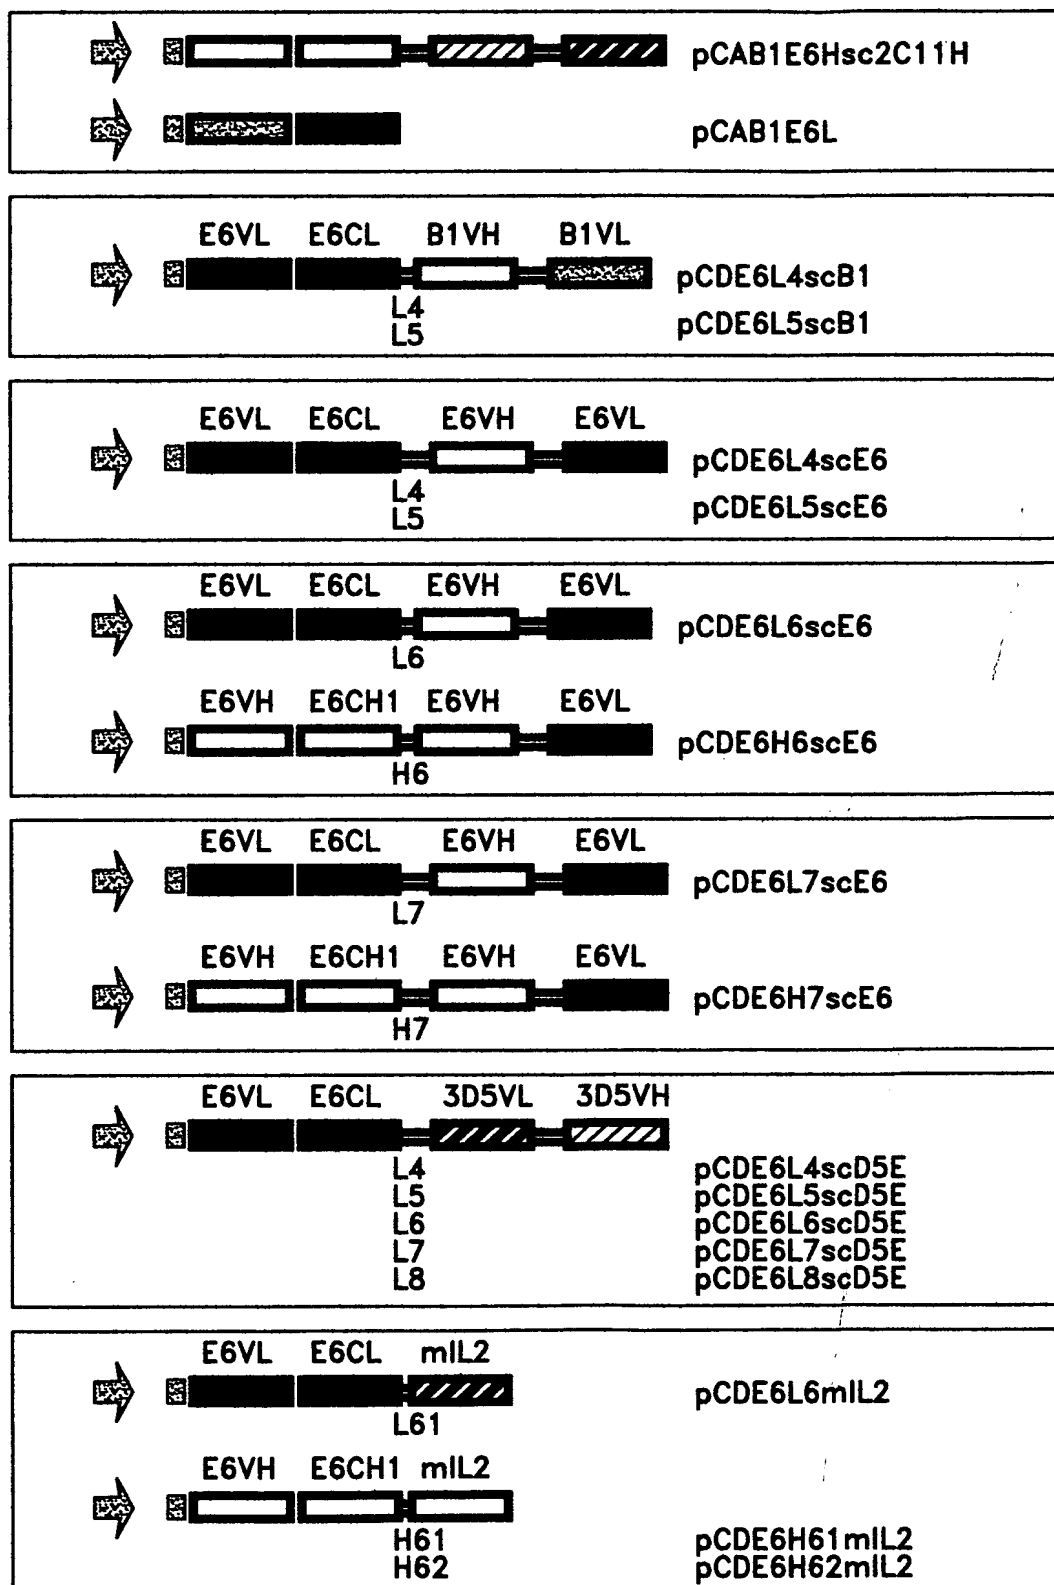 pCAB1E6Hsc2C11H
pCAB1E6L
E6VL E6CL B1VH B1VL
pCDE6L4scB1
L4
L5 pCDE6L5scB1
E6VL E6CL E6VH E6VL
pCDE6L4scE6
L4
L5 pCDE6L5scE6
E6VL E6CL E6VH E6VL
pCDE6L6scE6
L6
E6VH E6CH1 E6VH E6VL
pCDE6H6scE6
H6
E6VL E6CL E6VH E6VL
pCDE6L7scE6
L7
E6VH E6CH1 E6VH E6VL
pCDE6H7scE6
H7
E6VL E6CL 3D5VL 3D5VH
L4 pCDE6L4scD5E
L5 pCDE6L5scD5E
L6 pCDE6L6scD5E
L7 pCDE6L7scD5E
L8 pCDE6L8scD5E
E6VL E6CL mIL2
pCDE6L6mIL2
L61
E6VH E6CH1 mIL2
H61 pCDE6H61mIL2
H62 pCDE6H62mIL2